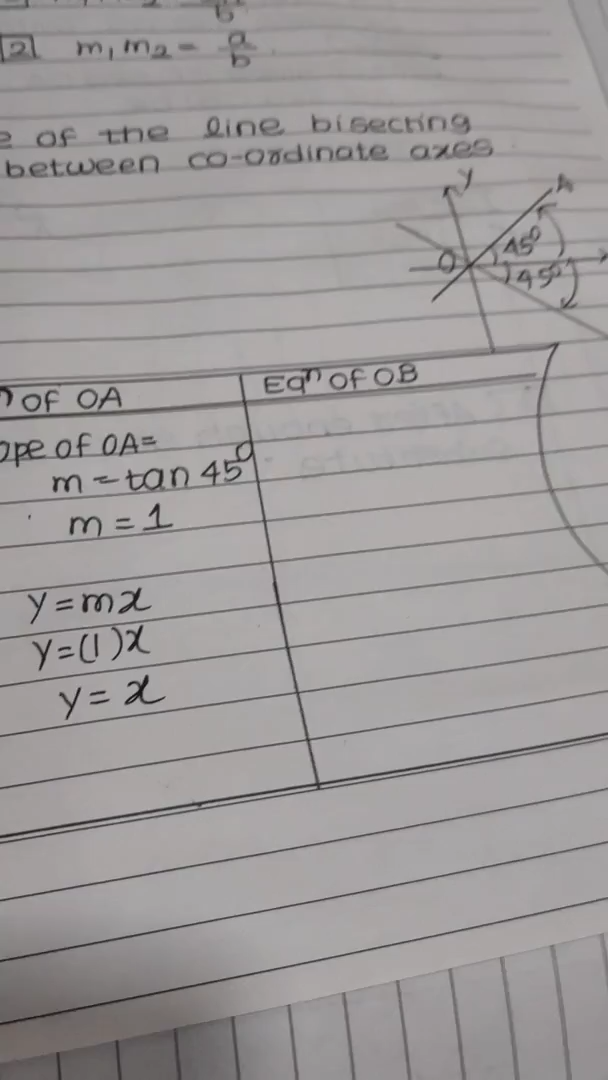 [2] m₁m₂ = a/b
e of the line bisecting
between co-ordinate axes
Y
A
O
45°
45°
n of OA
Eqⁿ of OB
ope of OA=
m = tan 45°
m = 1
y = mx
y = (1)x
y = x